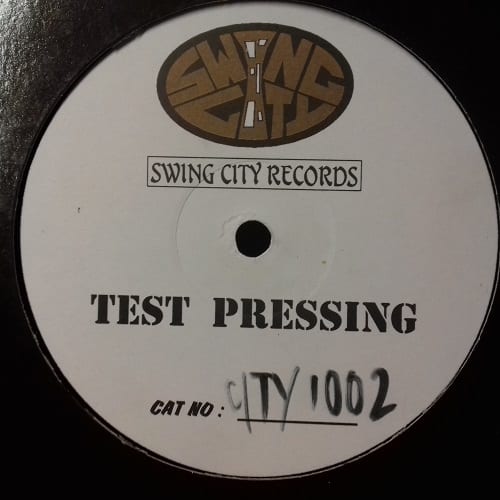 SWING
CITY
SWING CITY RECORDS
TEST PRESSING
CAT NO: CITY 1002